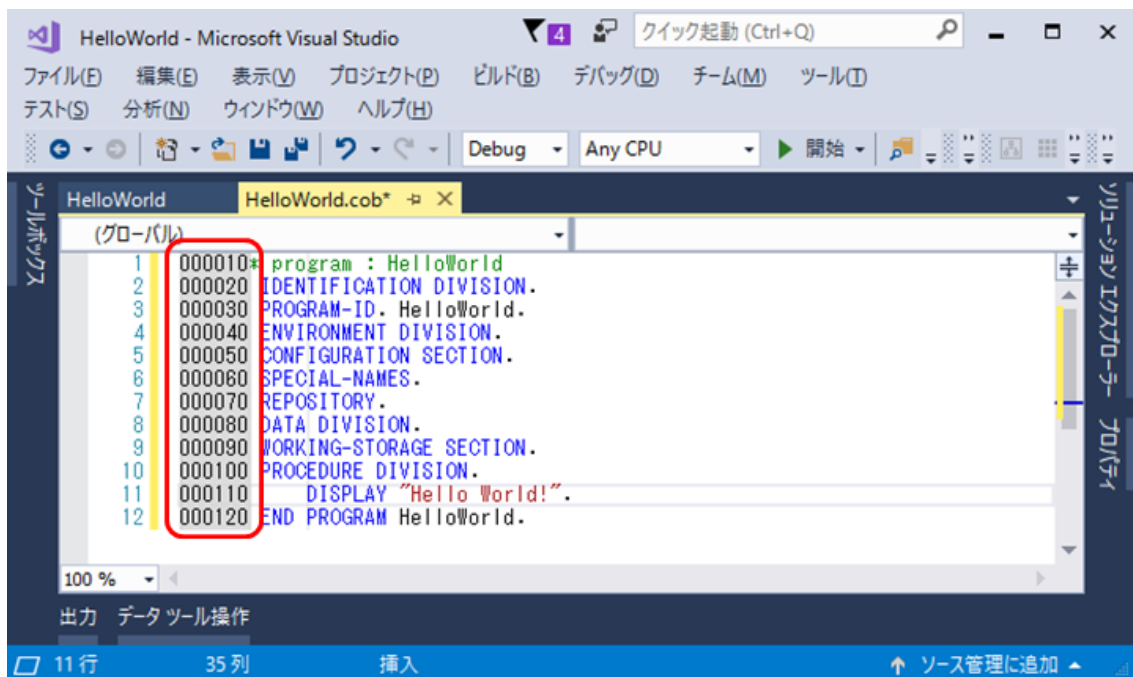 HelloWorld - Microsoft Visual Studio 4 クイック起動 (Ctrl+Q)
ファイル(F) 編集(E) 表示(V) プロジェクト(P) ビルド(B) デバッグ(D) チーム(M) ツール(T)
テスト(S) 分析(N) ウィンドウ(W) ヘルプ(H)
Debug Any CPU 開始
ツールボックス
HelloWorld HelloWorld.cob*
(グローバル)
1 000010* program : HelloWorld
2 000020 IDENTIFICATION DIVISION.
3 000030 PROGRAM-ID. HelloWorld.
4 000040 ENVIRONMENT DIVISION.
5 000050 CONFIGURATION SECTION.
6 000060 SPECIAL-NAMES.
7 000070 REPOSITORY.
8 000080 DATA DIVISION.
9 000090 WORKING-STORAGE SECTION.
10 000100 PROCEDURE DIVISION.
11 000110     DISPLAY "Hello World!".
12 000120 END PROGRAM HelloWorld.
100 %
ソリューション エクスプローラー
プロパティ
出力 データ ツール操作
11 行 35 列 挿入 ソース管理に追加